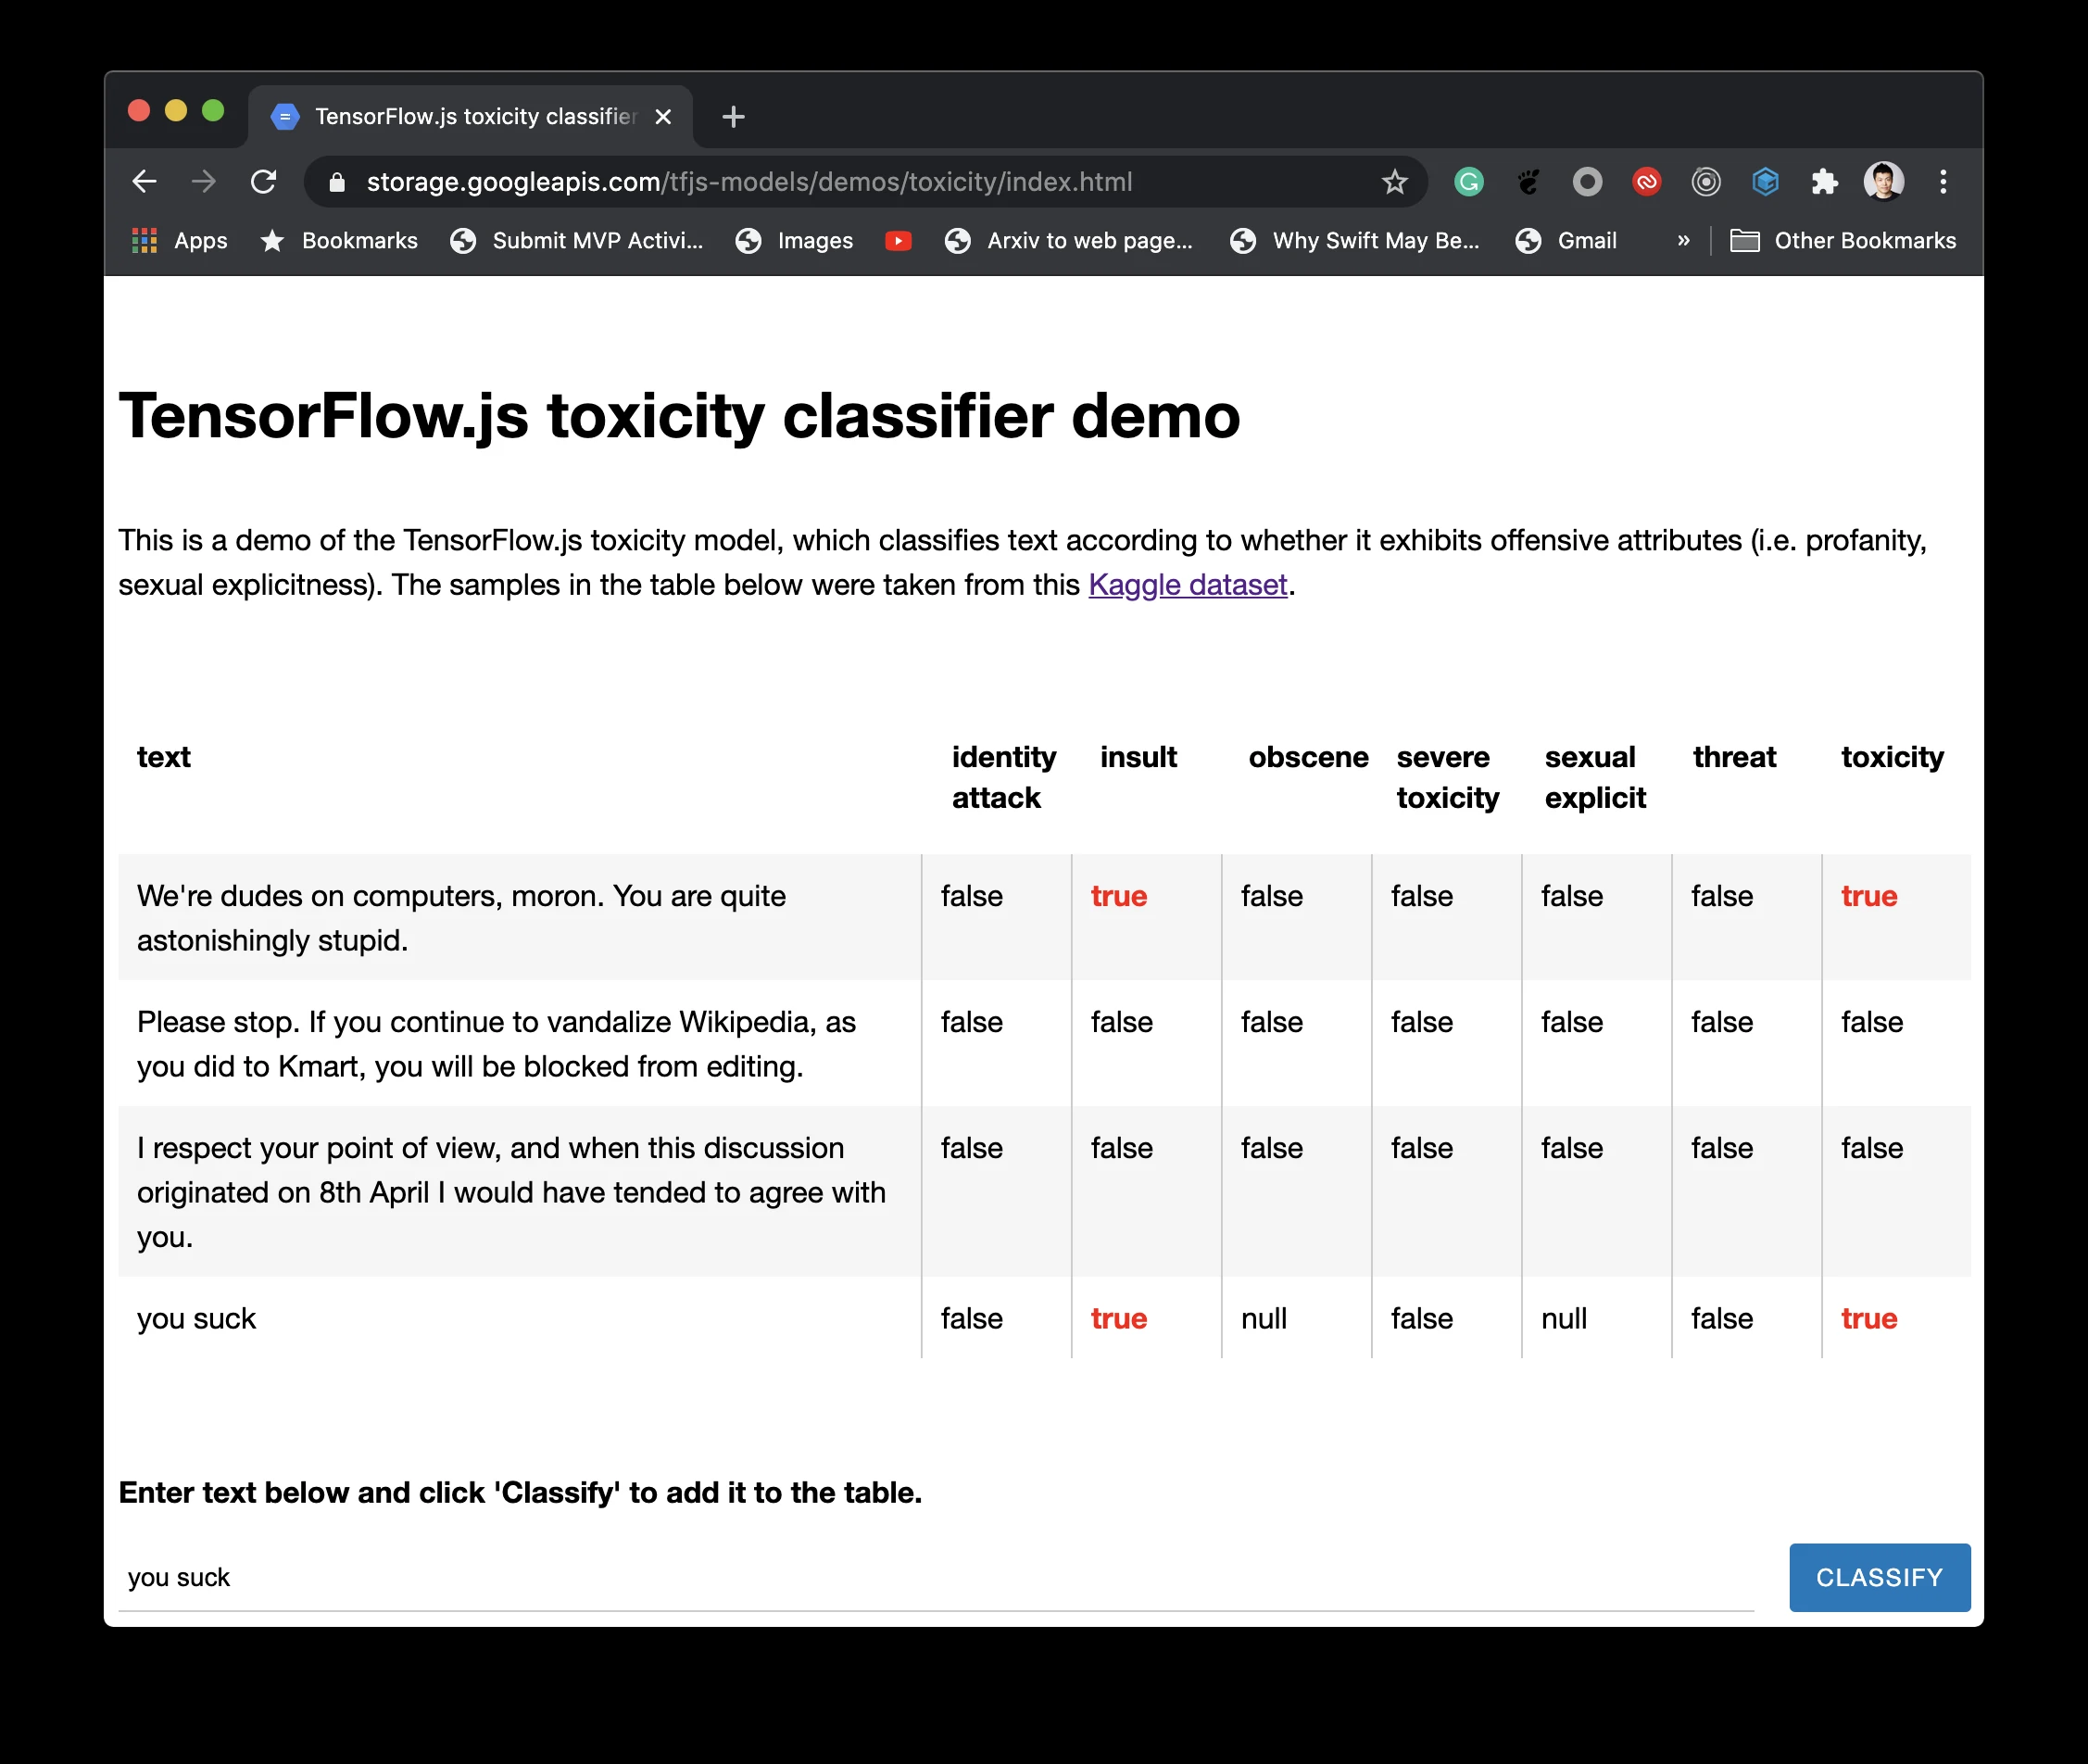 TensorFlow.js toxicity classifier
storage.googleapis.com/tfjs-models/demos/toxicity/index.html
Apps Bookmarks Submit MVP Activi... Images Arxiv to web page... Why Swift May Be... Gmail » Other Bookmarks
TensorFlow.js toxicity classifier demo
This is a demo of the TensorFlow.js toxicity model, which classifies text according to whether it exhibits offensive attributes (i.e. profanity,
sexual explicitness). The samples in the table below were taken from this Kaggle dataset.
text identity attack insult obscene severe toxicity sexual explicit threat toxicity
We're dudes on computers, moron. You are quite false true false false false false true
astonishingly stupid.
Please stop. If you continue to vandalize Wikipedia, as false false false false false false false
you did to Kmart, you will be blocked from editing.
I respect your point of view, and when this discussion false false false false false false false
originated on 8th April I would have tended to agree with
you.
you suck false true null false null false true
Enter text below and click 'Classify' to add it to the table.
you suck CLASSIFY